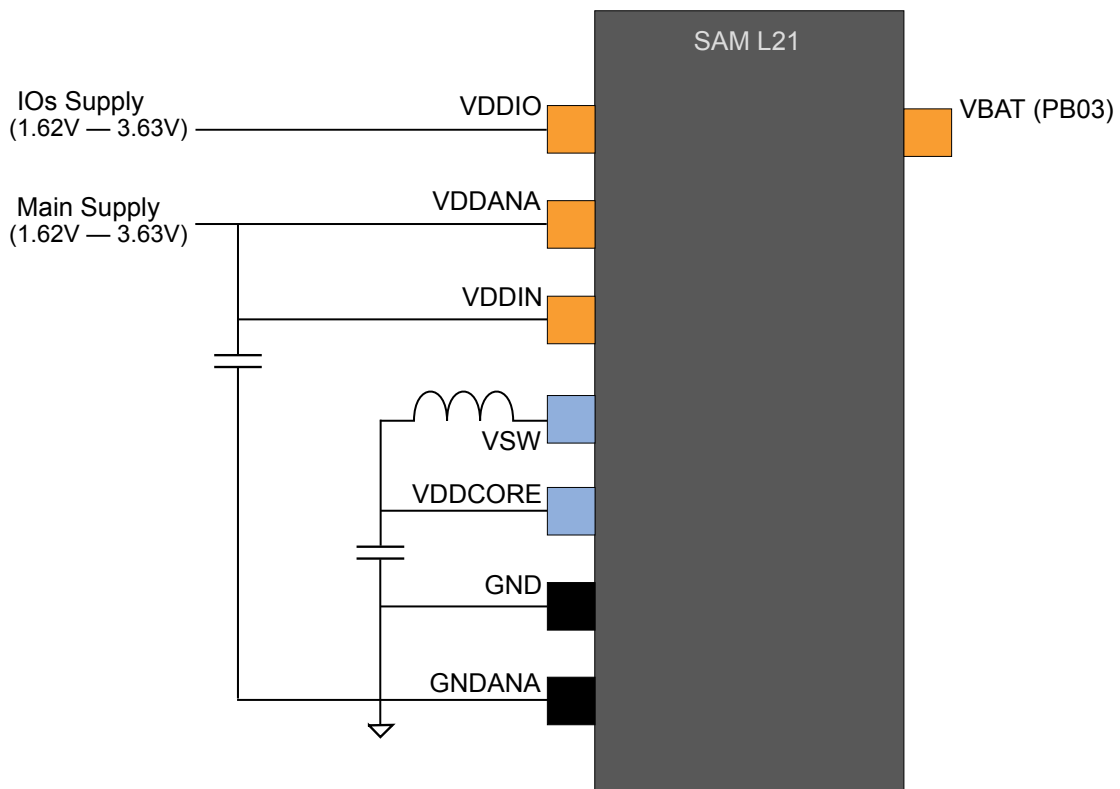 SAM L21
IOs Supply
(1.62V — 3.63V)
VDDIO
VBAT (PB03)
Main Supply
(1.62V — 3.63V)
VDDANA
VDDIN
VSW
VDDCORE
GND
GNDANA